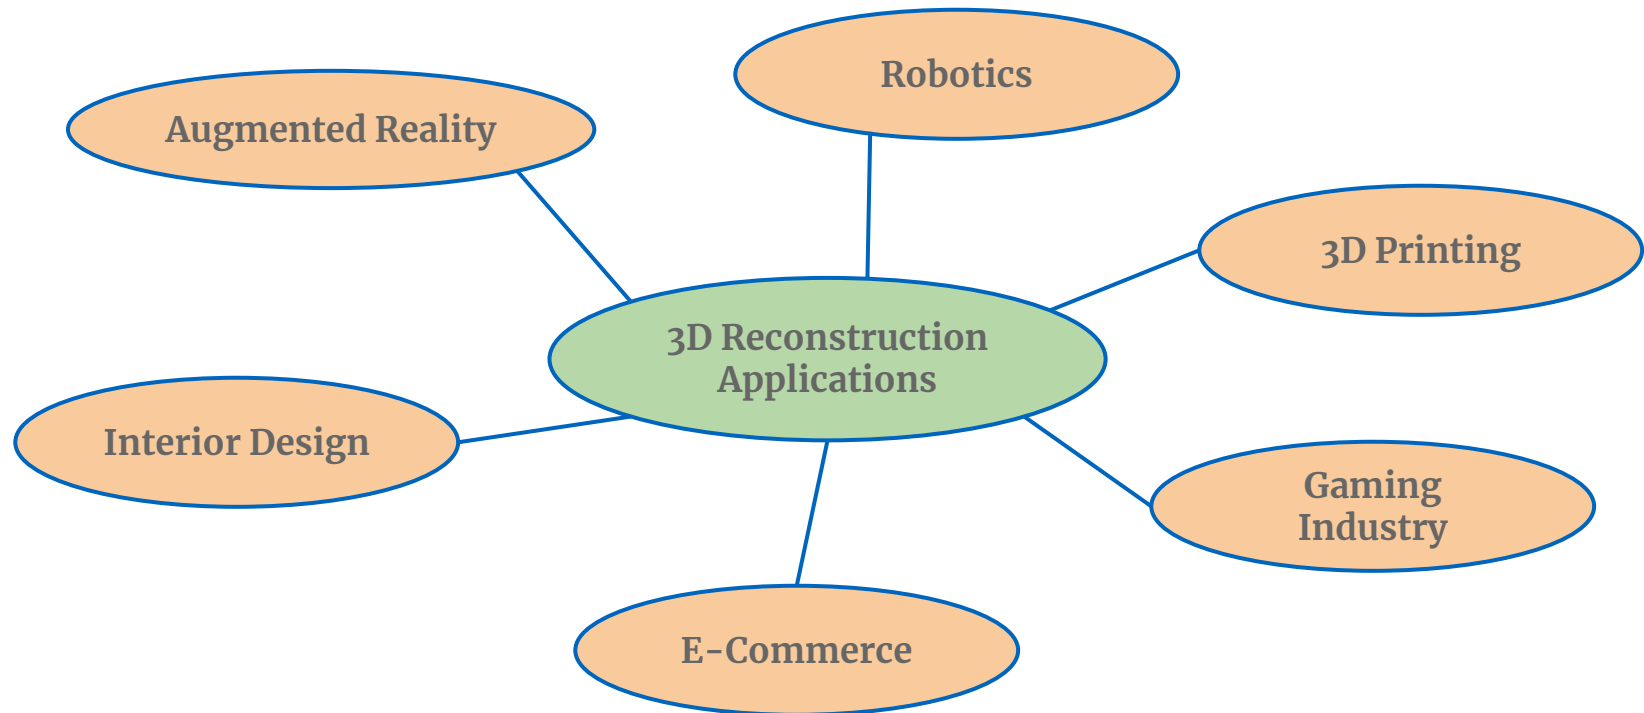 Robotics
Augmented Reality
3D Printing
3D Reconstruction
Applications
Interior Design
Gaming
Industry
E-Commerce